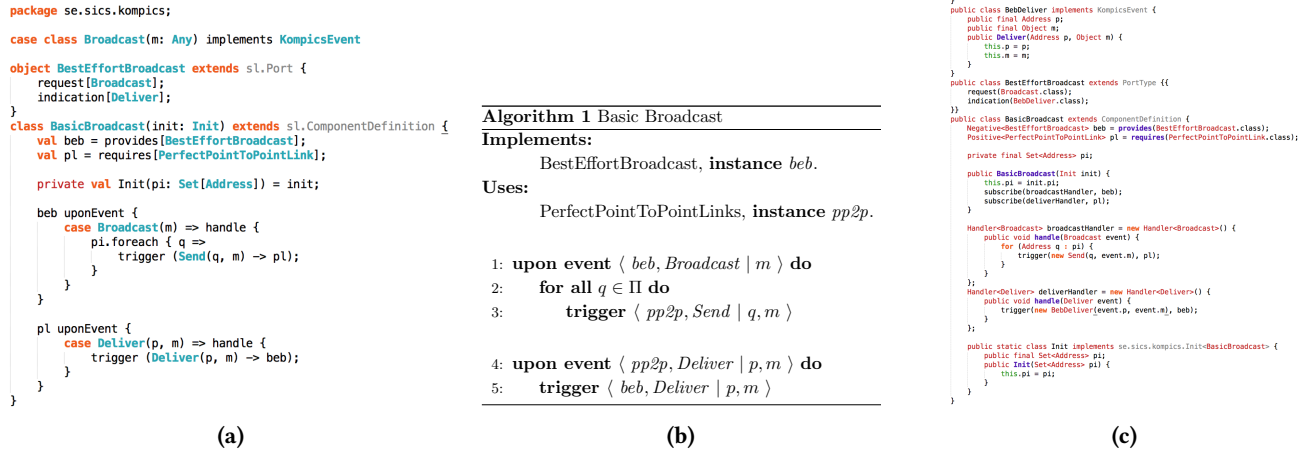 package se.sics.kompics;
case class Broadcast(m: Any) implements KompicsEvent
object BestEffortBroadcast extends sl.Port {
request[Broadcast];
indication[Deliver];
}
class BasicBroadcast(init: Init) extends sl.ComponentDefinition {
val beb = provides[BestEffortBroadcast];
val pl = requires[PerfectPointToPointLink];
private val Init(pi: Set[Address]) = init;
beb uponEvent {
case Broadcast(m) => handle {
pi.foreach { q =>
trigger (Send(q, m) -> pl);
}
}
}
pl uponEvent {
case Deliver(p, m) => handle {
trigger (Deliver(p, m) -> beb);
}
}
}
(a)
Algorithm 1 Basic Broadcast
Implements:
BestEffortBroadcast, instance beb.
Uses:
PerfectPointToPointLinks, instance pp2p.
1: upon event ⟨ beb, Broadcast | m ⟩ do
2: for all q ∈ Π do
3: trigger ⟨ pp2p, Send | q, m ⟩
4: upon event ⟨ pp2p, Deliver | p, m ⟩ do
5: trigger ⟨ beb, Deliver | p, m ⟩
(b)
}
public class BebDeliver implements KompicsEvent {
public final Address p;
public final Object m;
public Deliver(Address p, Object m) {
this.p = p;
this.m = m;
}
}
public class BestEffortBroadcast extends PortType {{
request(Broadcast.class);
indication(BebDeliver.class);
}}
public class BasicBroadcast extends ComponentDefinition {
Negative<BestEffortBroadcast> beb = provides(BestEffortBroadcast.class);
Positive<PerfectPointToPointLink> pl = requires(PerfectPointToPointLink.class);
private final Set<Address> pi;
public BasicBroadcast(Init init) {
this.pi = init.pi;
subscribe(broadcastHandler, beb);
subscribe(deliverHandler, pl);
}
Handler<Broadcast> broadcastHandler = new Handler<Broadcast>() {
public void handle(Broadcast event) {
for (Address q : pi) {
trigger(new Send(q, event.m), pl);
}
}
};
Handler<Deliver> deliverHandler = new Handler<Deliver>() {
public void handle(Deliver event) {
trigger(new BebDeliver(event.p, event.m), beb);
}
};
public static class Init implements se.sics.kompics.Init<BasicBroadcast> {
public final Set<Address> pi;
public Init(Set<Address> pi) {
this.pi = pi;
}
}
}
(c)